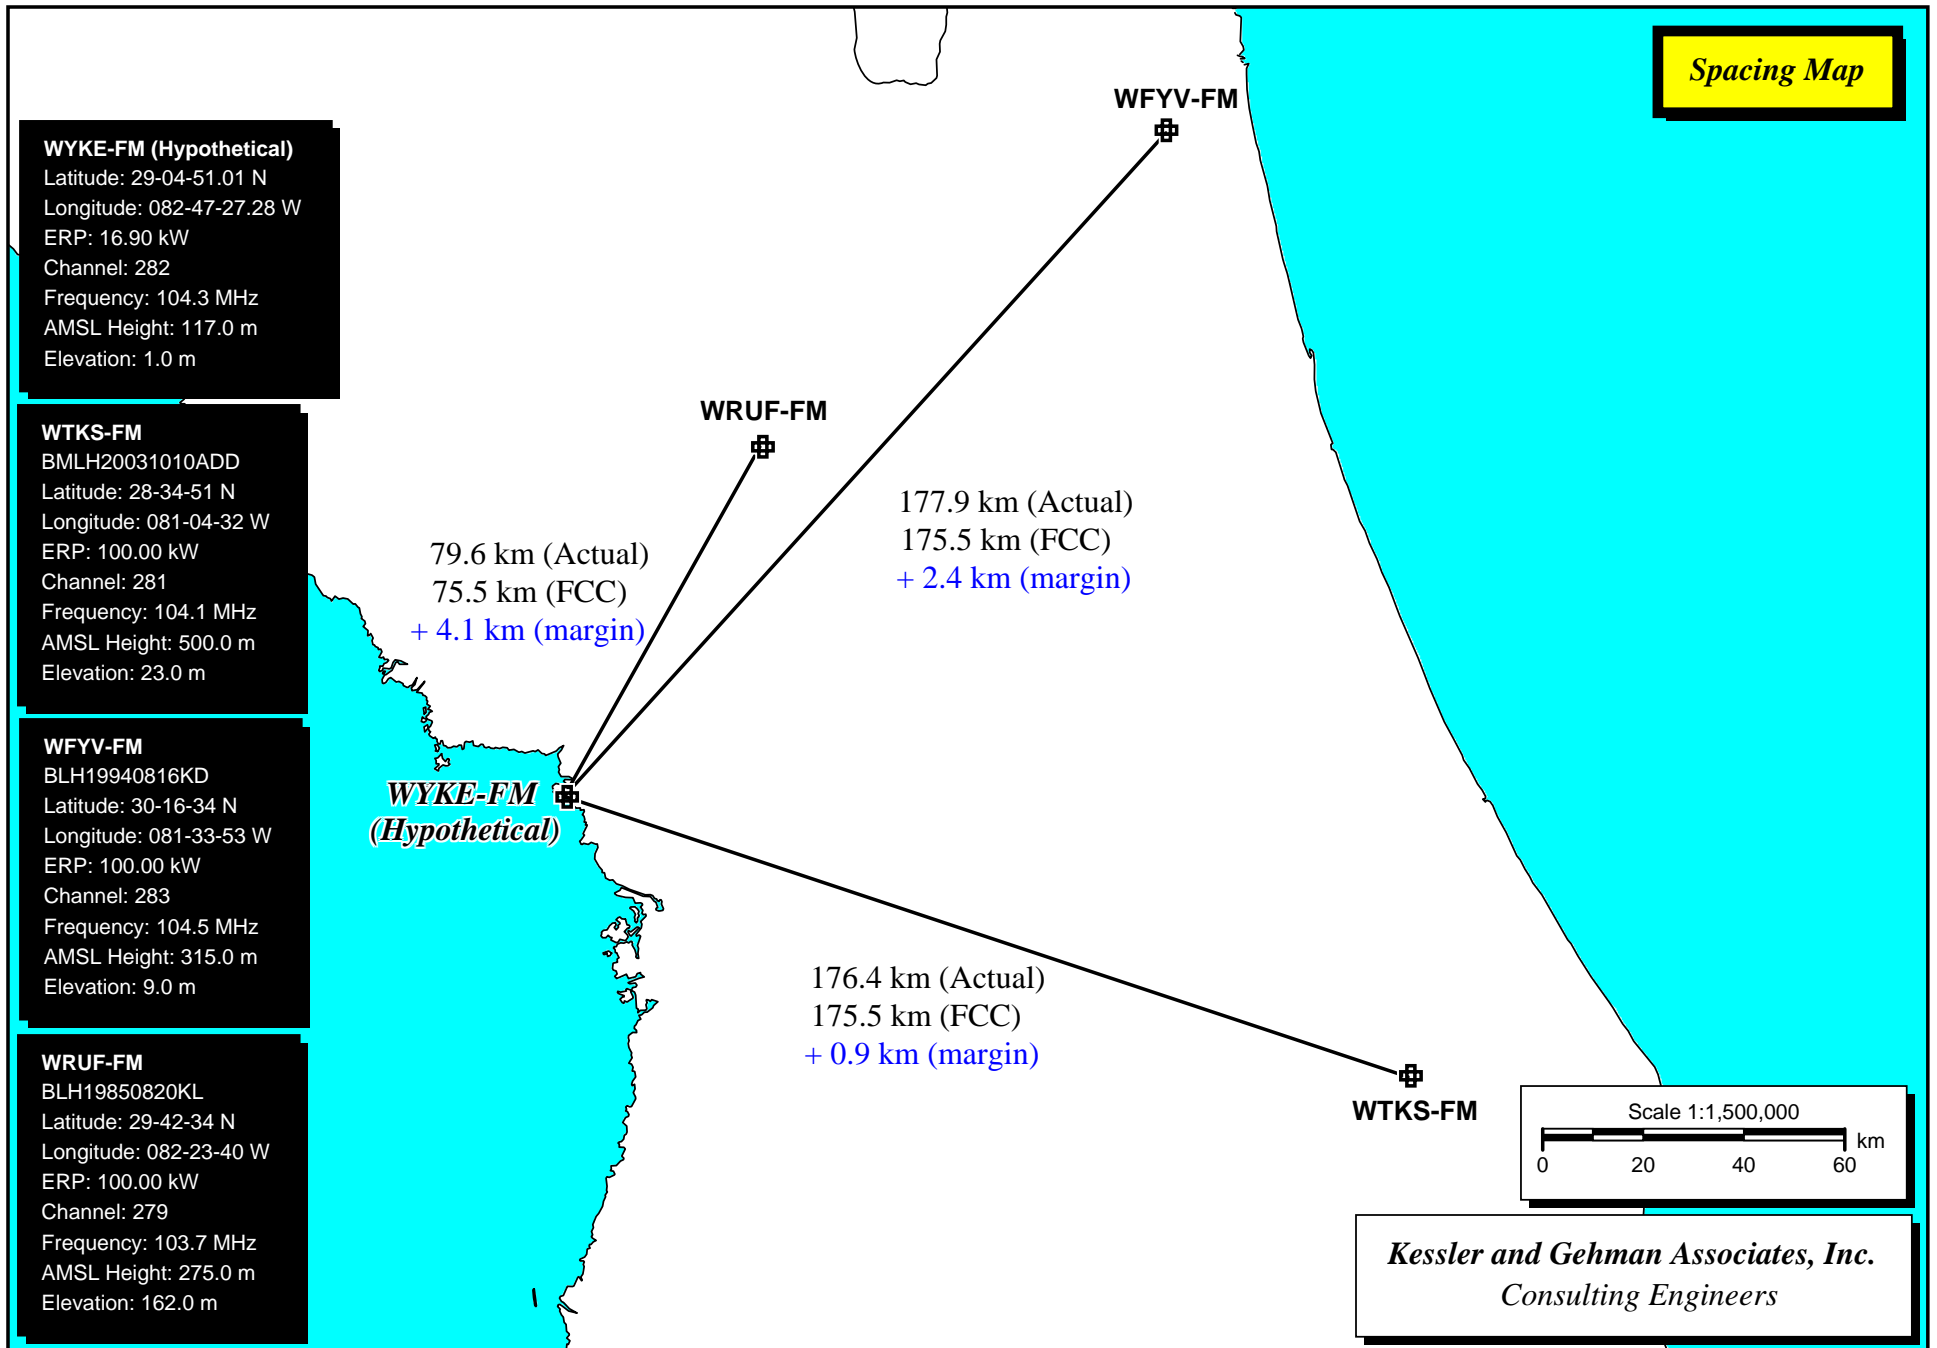 Spacing Map
WFYV-FM
WYKE-FM (Hypothetical)
Latitude: 29-04-51.01 N
Longitude: 082-47-27.28 W
ERP: 16.90 kW
Channel: 282
Frequency: 104.3 MHz
AMSL Height: 117.0 m
Elevation: 1.0 m
WTKS-FM
BMLH20031010ADD
Latitude: 28-34-51 N
Longitude: 081-04-32 W
ERP: 100.00 kW
Channel: 281
Frequency: 104.1 MHz
AMSL Height: 500.0 m
Elevation: 23.0 m
WFYV-FM
BLH19940816KD
Latitude: 30-16-34 N
Longitude: 081-33-53 W
ERP: 100.00 kW
Channel: 283
Frequency: 104.5 MHz
AMSL Height: 315.0 m
Elevation: 9.0 m
WRUF-FM
BLH19850820KL
Latitude: 29-42-34 N
Longitude: 082-23-40 W
ERP: 100.00 kW
Channel: 279
Frequency: 103.7 MHz
AMSL Height: 275.0 m
Elevation: 162.0 m
WRUF-FM
79.6 km (Actual)
75.5 km (FCC)
+ 4.1 km (margin)
177.9 km (Actual)
175.5 km (FCC)
+ 2.4 km (margin)
WYKE-FM
(Hypothetical)
176.4 km (Actual)
175.5 km (FCC)
+ 0.9 km (margin)
WTKS-FM
Scale 1:1,500,000
km
0 20 40 60
Kessler and Gehman Associates, Inc.
Consulting Engineers